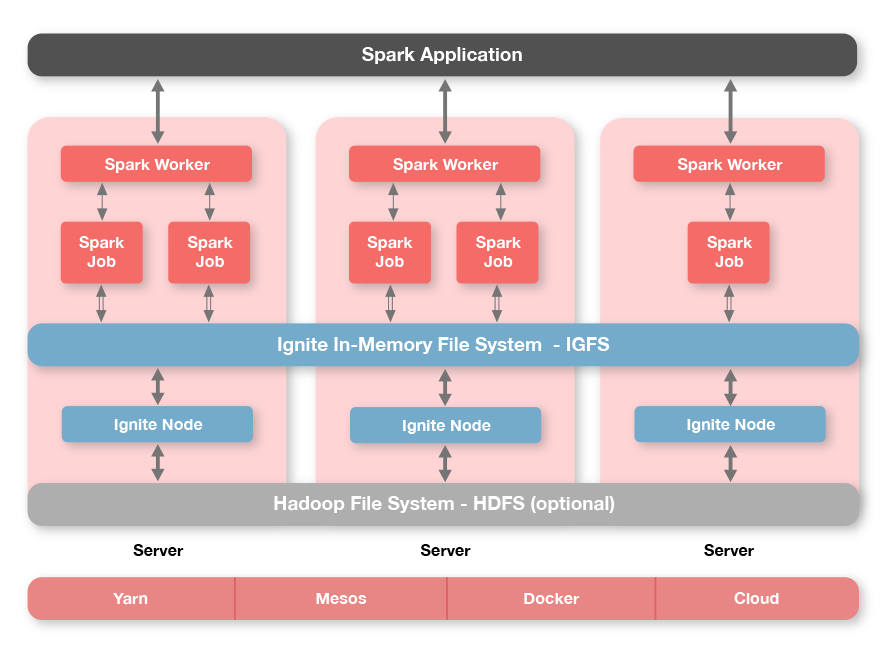 Spark Application
Spark Worker
Spark Worker
Spark Worker
Spark
Job
Spark
Job
Spark
Job
Spark
Job
Spark
Job
Ignite In-Memory File System  - IGFS
Ignite Node
Ignite Node
Ignite Node
Hadoop File System - HDFS (optional)
Server
Server
Server
Yarn
Mesos
Docker
Cloud